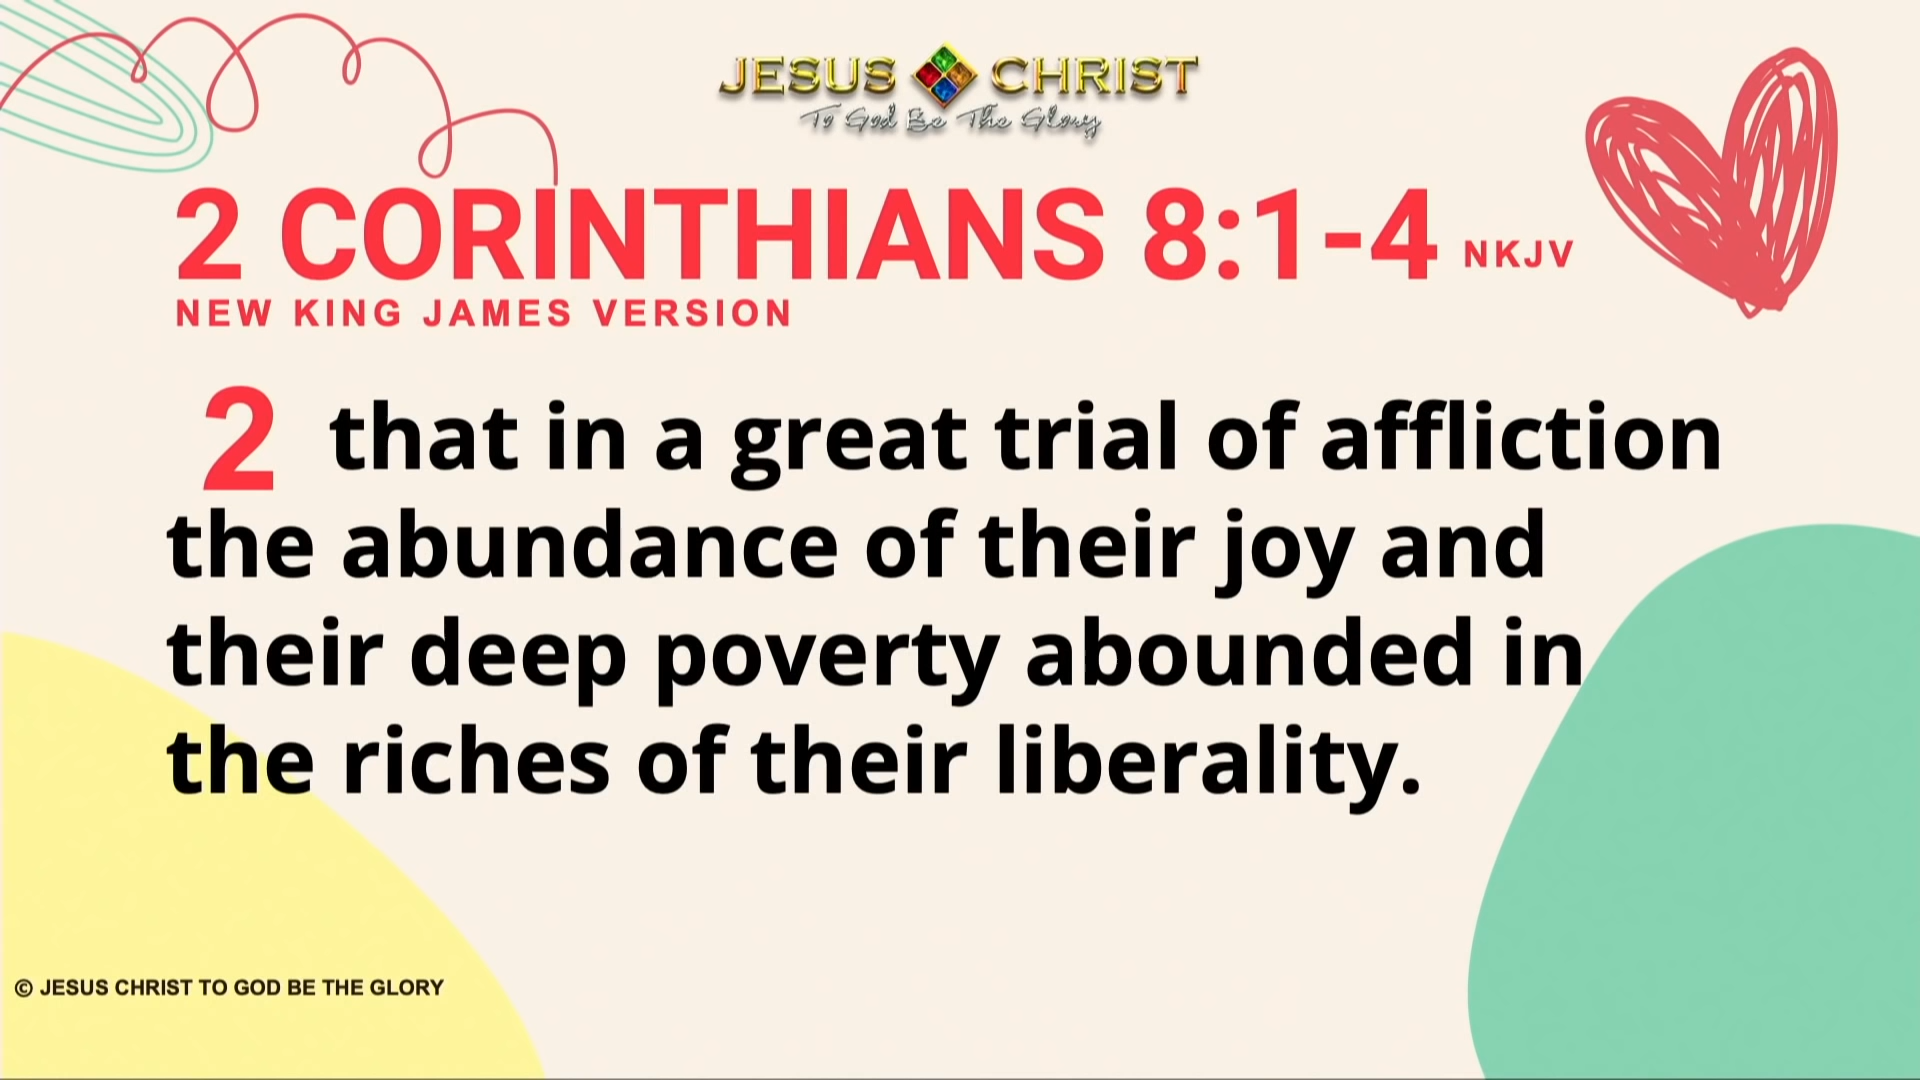 JESUS CHRIST
To God Be The Glory
2 CORINTHIANS 8:1-4 NKJV
NEW KING JAMES VERSION
2 that in a great trial of affliction
the abundance of their joy and
their deep poverty abounded in
the riches of their liberality.
© JESUS CHRIST TO GOD BE THE GLORY